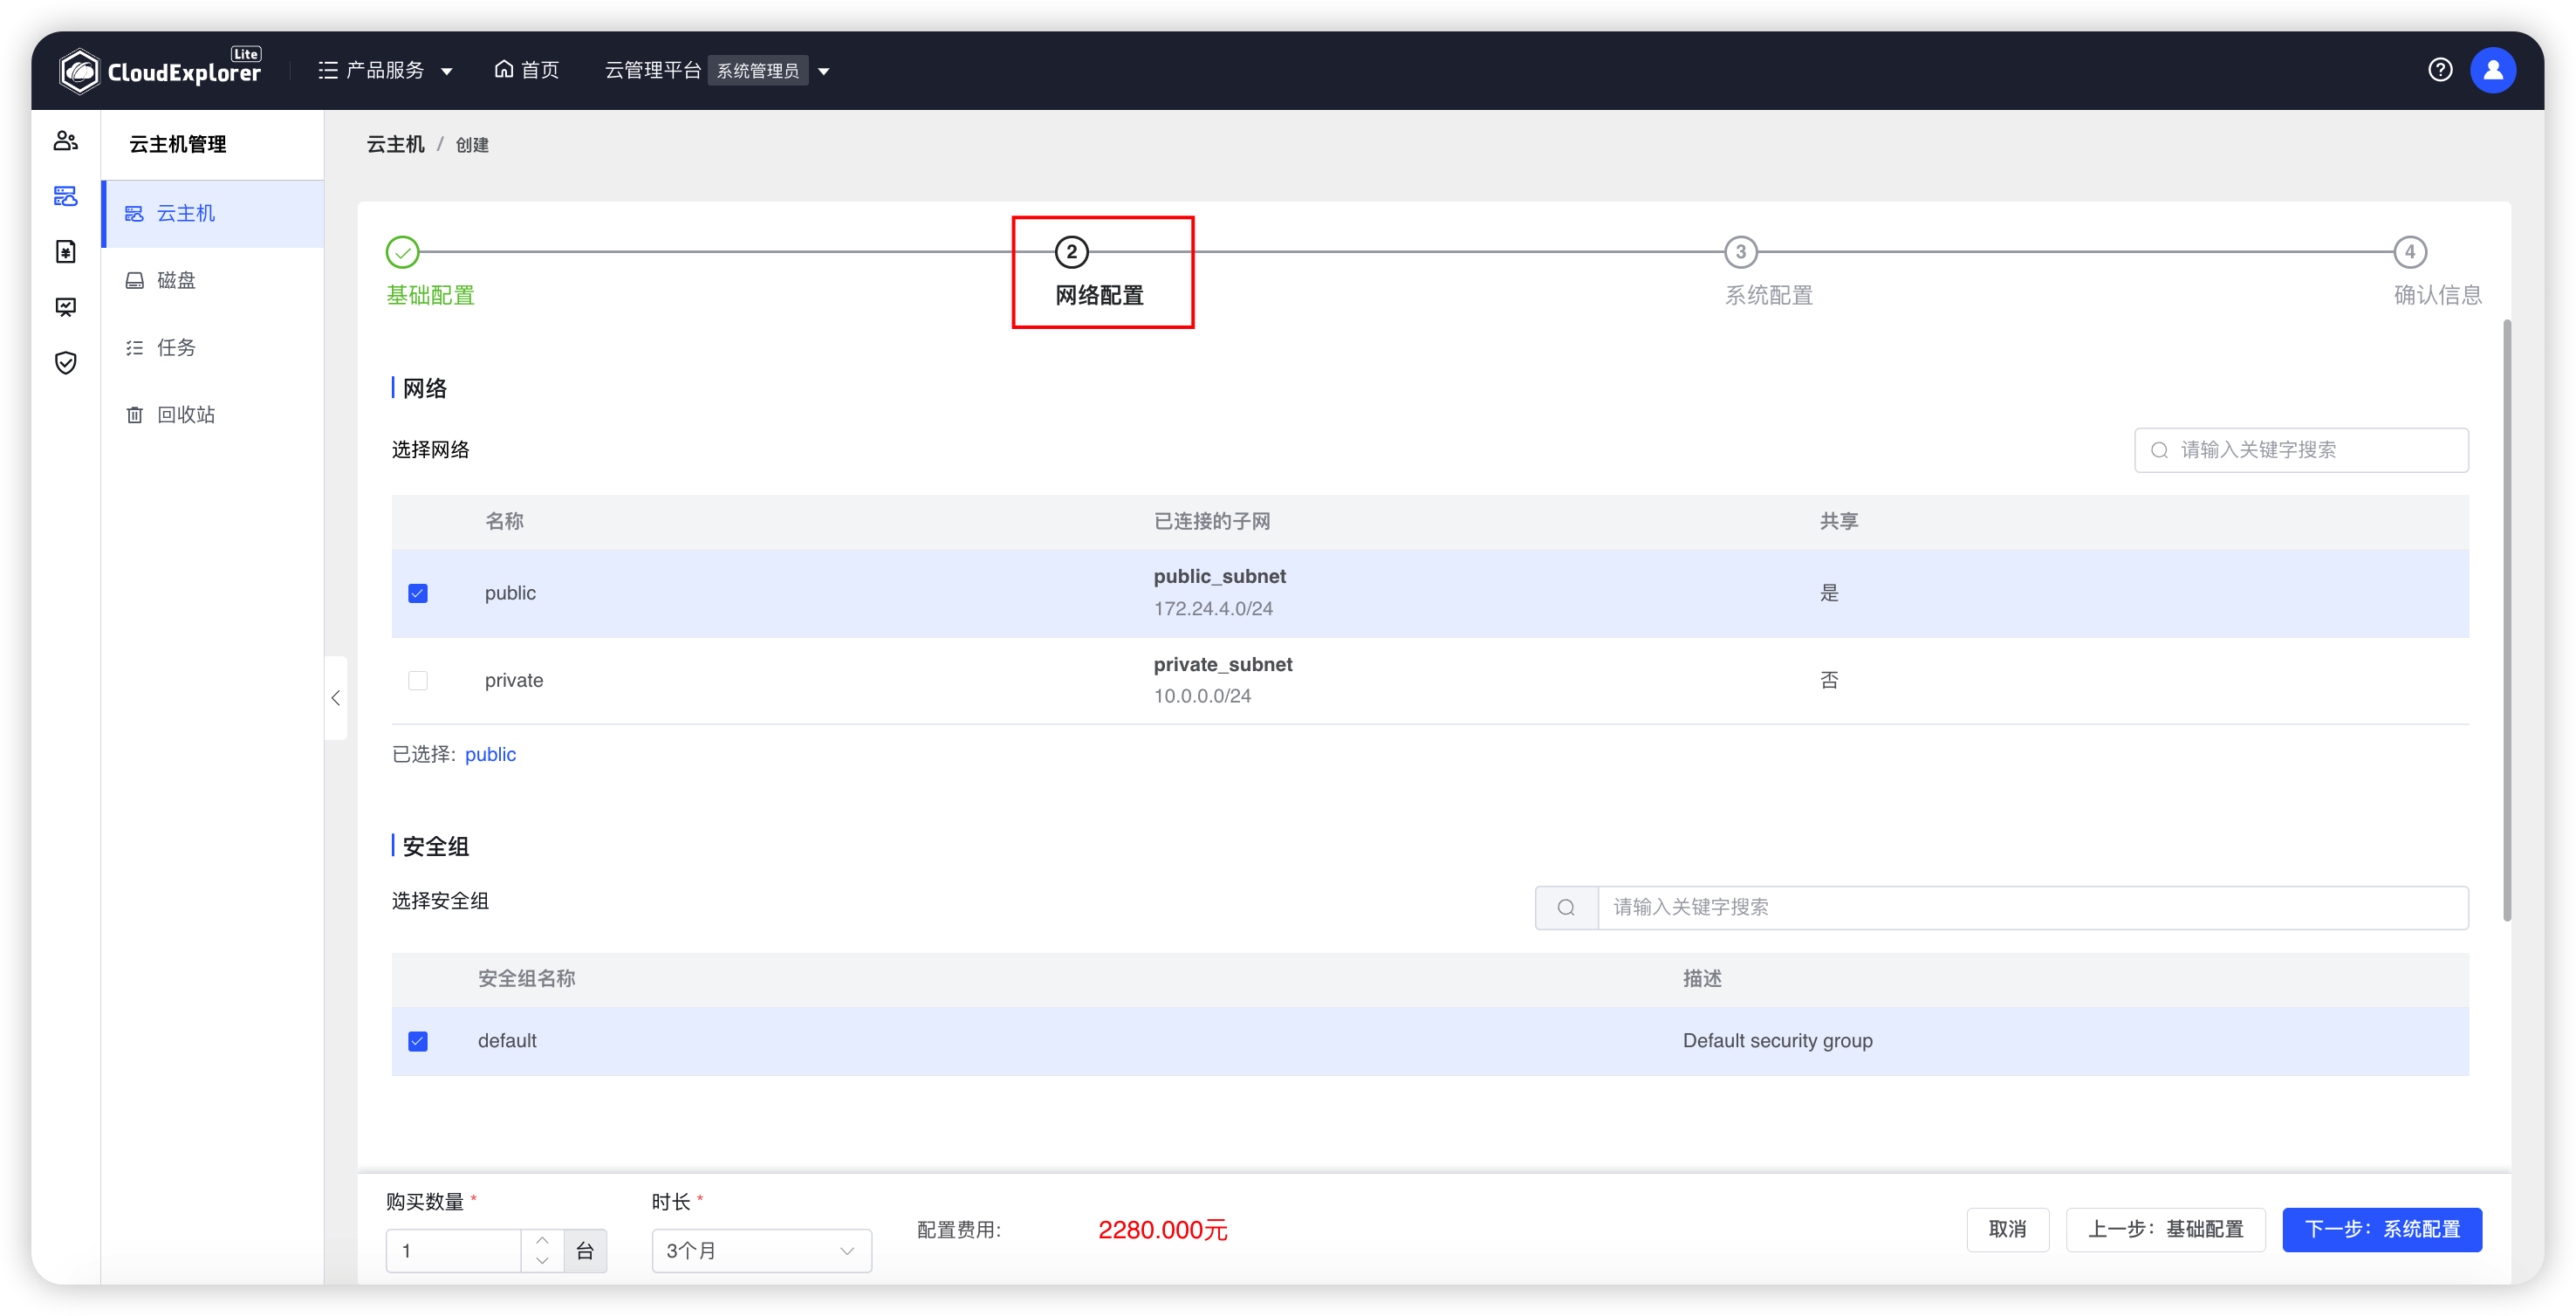 CloudExplorer Lite
产品服务
首页
云管理平台 系统管理员
云主机管理
云主机
磁盘
任务
回收站
云主机 / 创建
基础配置
2
网络配置
3
系统配置
4
确认信息
网络
选择网络
请输入关键字搜索
名称 已连接的子网 共享
public public_subnet 是
172.24.4.0/24
private private_subnet 否
10.0.0.0/24
已选择: public
安全组
选择安全组
请输入关键字搜索
安全组名称 描述
default Default security group
购买数量 *
1 台
时长 *
3个月
配置费用: 2280.000元
取消
上一步：基础配置
下一步：系统配置